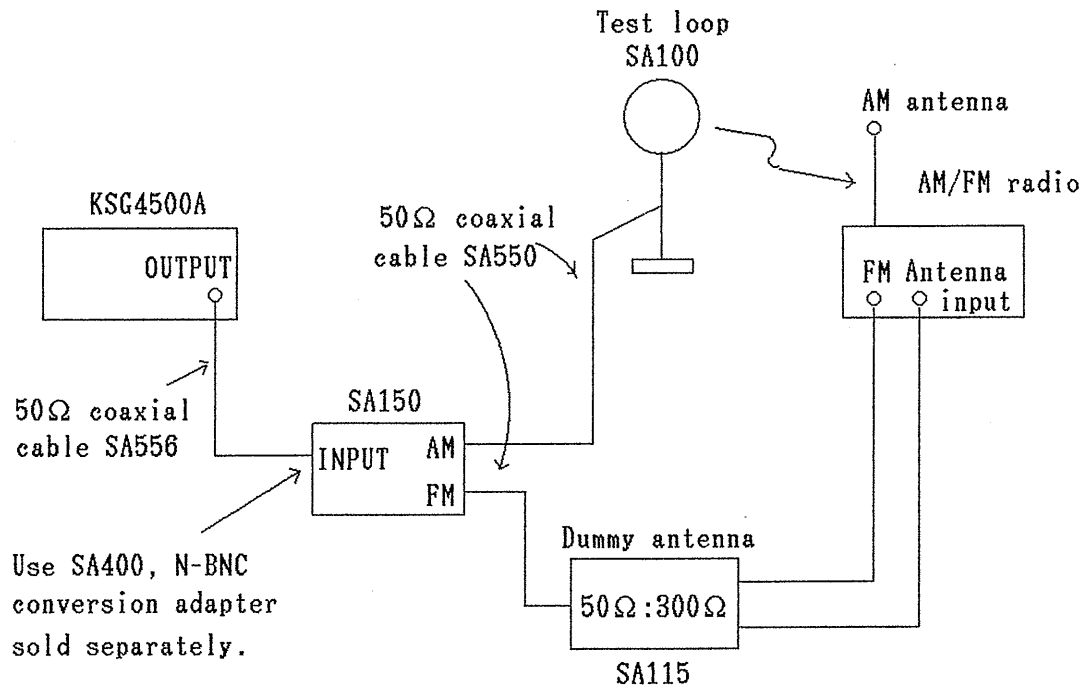 Test loop
SA100
AM antenna
AM/FM radio
KSG4500A
OUTPUT
50Ω coaxial
cable SA550
FM Antenna
input
50Ω coaxial
cable SA556
SA150
INPUT
AM
FM
Use SA400, N-BNC
conversion adapter
sold separately.
Dummy antenna
50Ω:300Ω
SA115